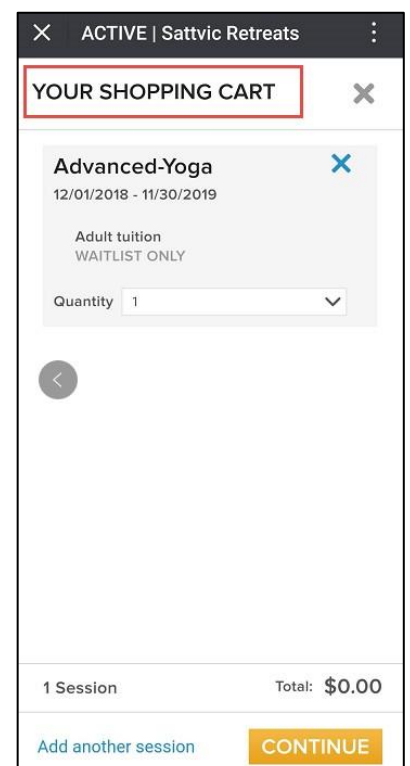 ACTIVE | Sattvic Retreats
YOUR SHOPPING CART
Advanced-Yoga
12/01/2018 - 11/30/2019
Adult tuition
WAITLIST ONLY
Quantity 1
1 Session Total: $0.00
Add another session CONTINUE